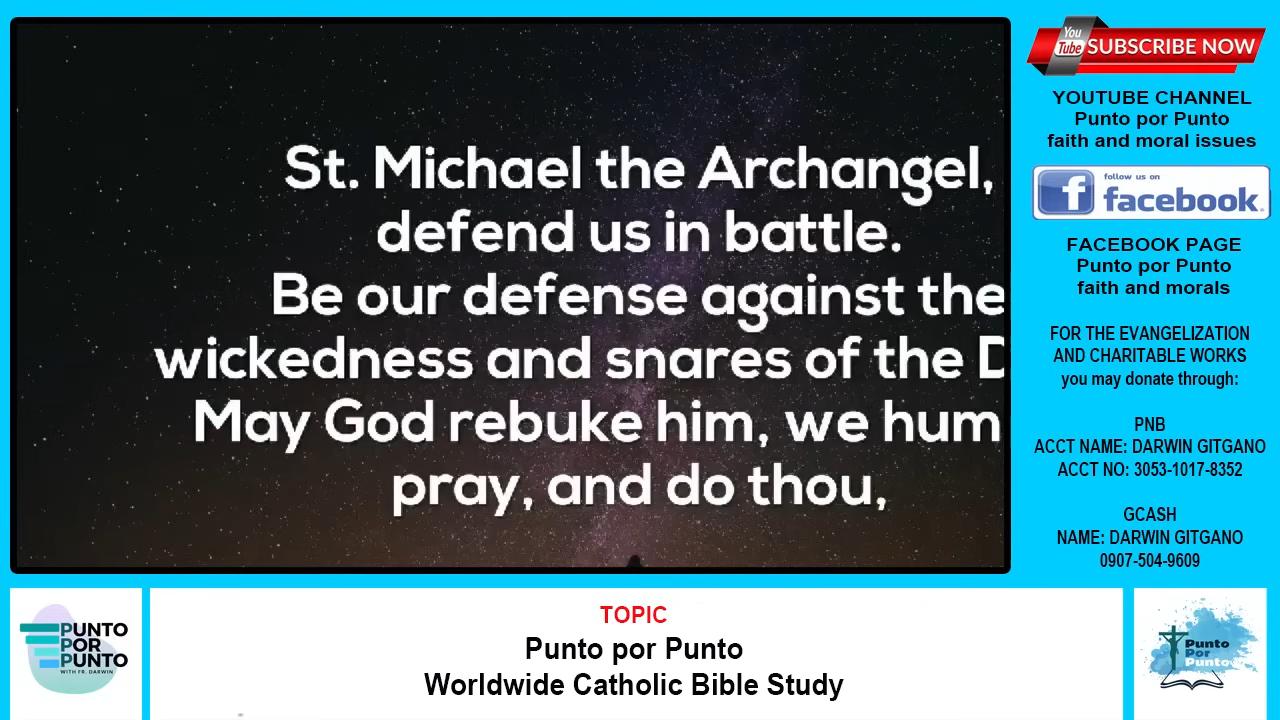 St. Michael the Archangel,
defend us in battle.
Be our defense against the
wickedness and snares of the D
May God rebuke him, we hum
pray, and do thou,
You
Tube
SUBSCRIBE NOW
YOUTUBE CHANNEL
Punto por Punto
faith and moral issues
follow us on
facebook.
FACEBOOK PAGE
Punto por Punto
faith and morals
FOR THE EVANGELIZATION
AND CHARITABLE WORKS
you may donate through:
PNB
ACCT NAME: DARWIN GITGANO
ACCT NO: 3053-1017-8352
GCASH
NAME: DARWIN GITGANO
0907-504-9609
PUNTO
POR
PUNTO
WITH FR. DARWIN
TOPIC
Punto por Punto
Worldwide Catholic Bible Study
Punto
Por
Punto